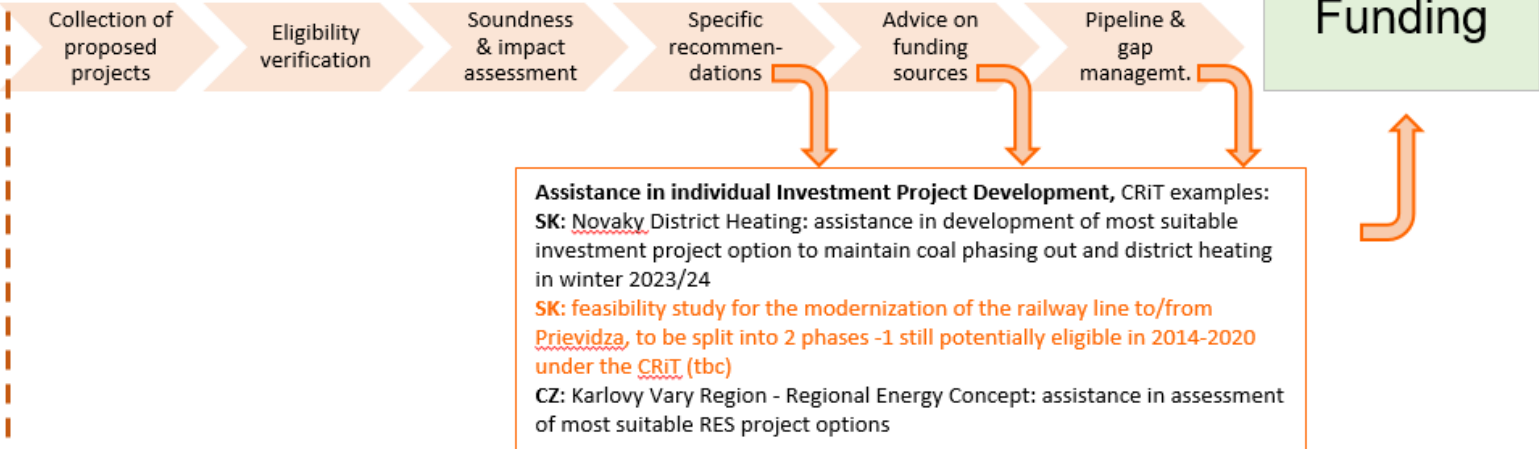 Collection of
proposed
projects
Eligibility
verification
Soundness
& impact
assessment
Specific
recommen-
dations
Advice on
funding
sources
Pipeline &
gap
managemt.
Funding
Assistance in individual Investment Project Development, CRiT examples:
SK: Novaky District Heating: assistance in development of most suitable
investment project option to maintain coal phasing out and district heating
in winter 2023/24
SK: feasibility study for the modernization of the railway line to/from
Prievidza, to be split into 2 phases -1 still potentially eligible in 2014-2020
under the CRiT (tbc)
CZ: Karlovy Vary Region - Regional Energy Concept: assistance in assessment
of most suitable RES project options